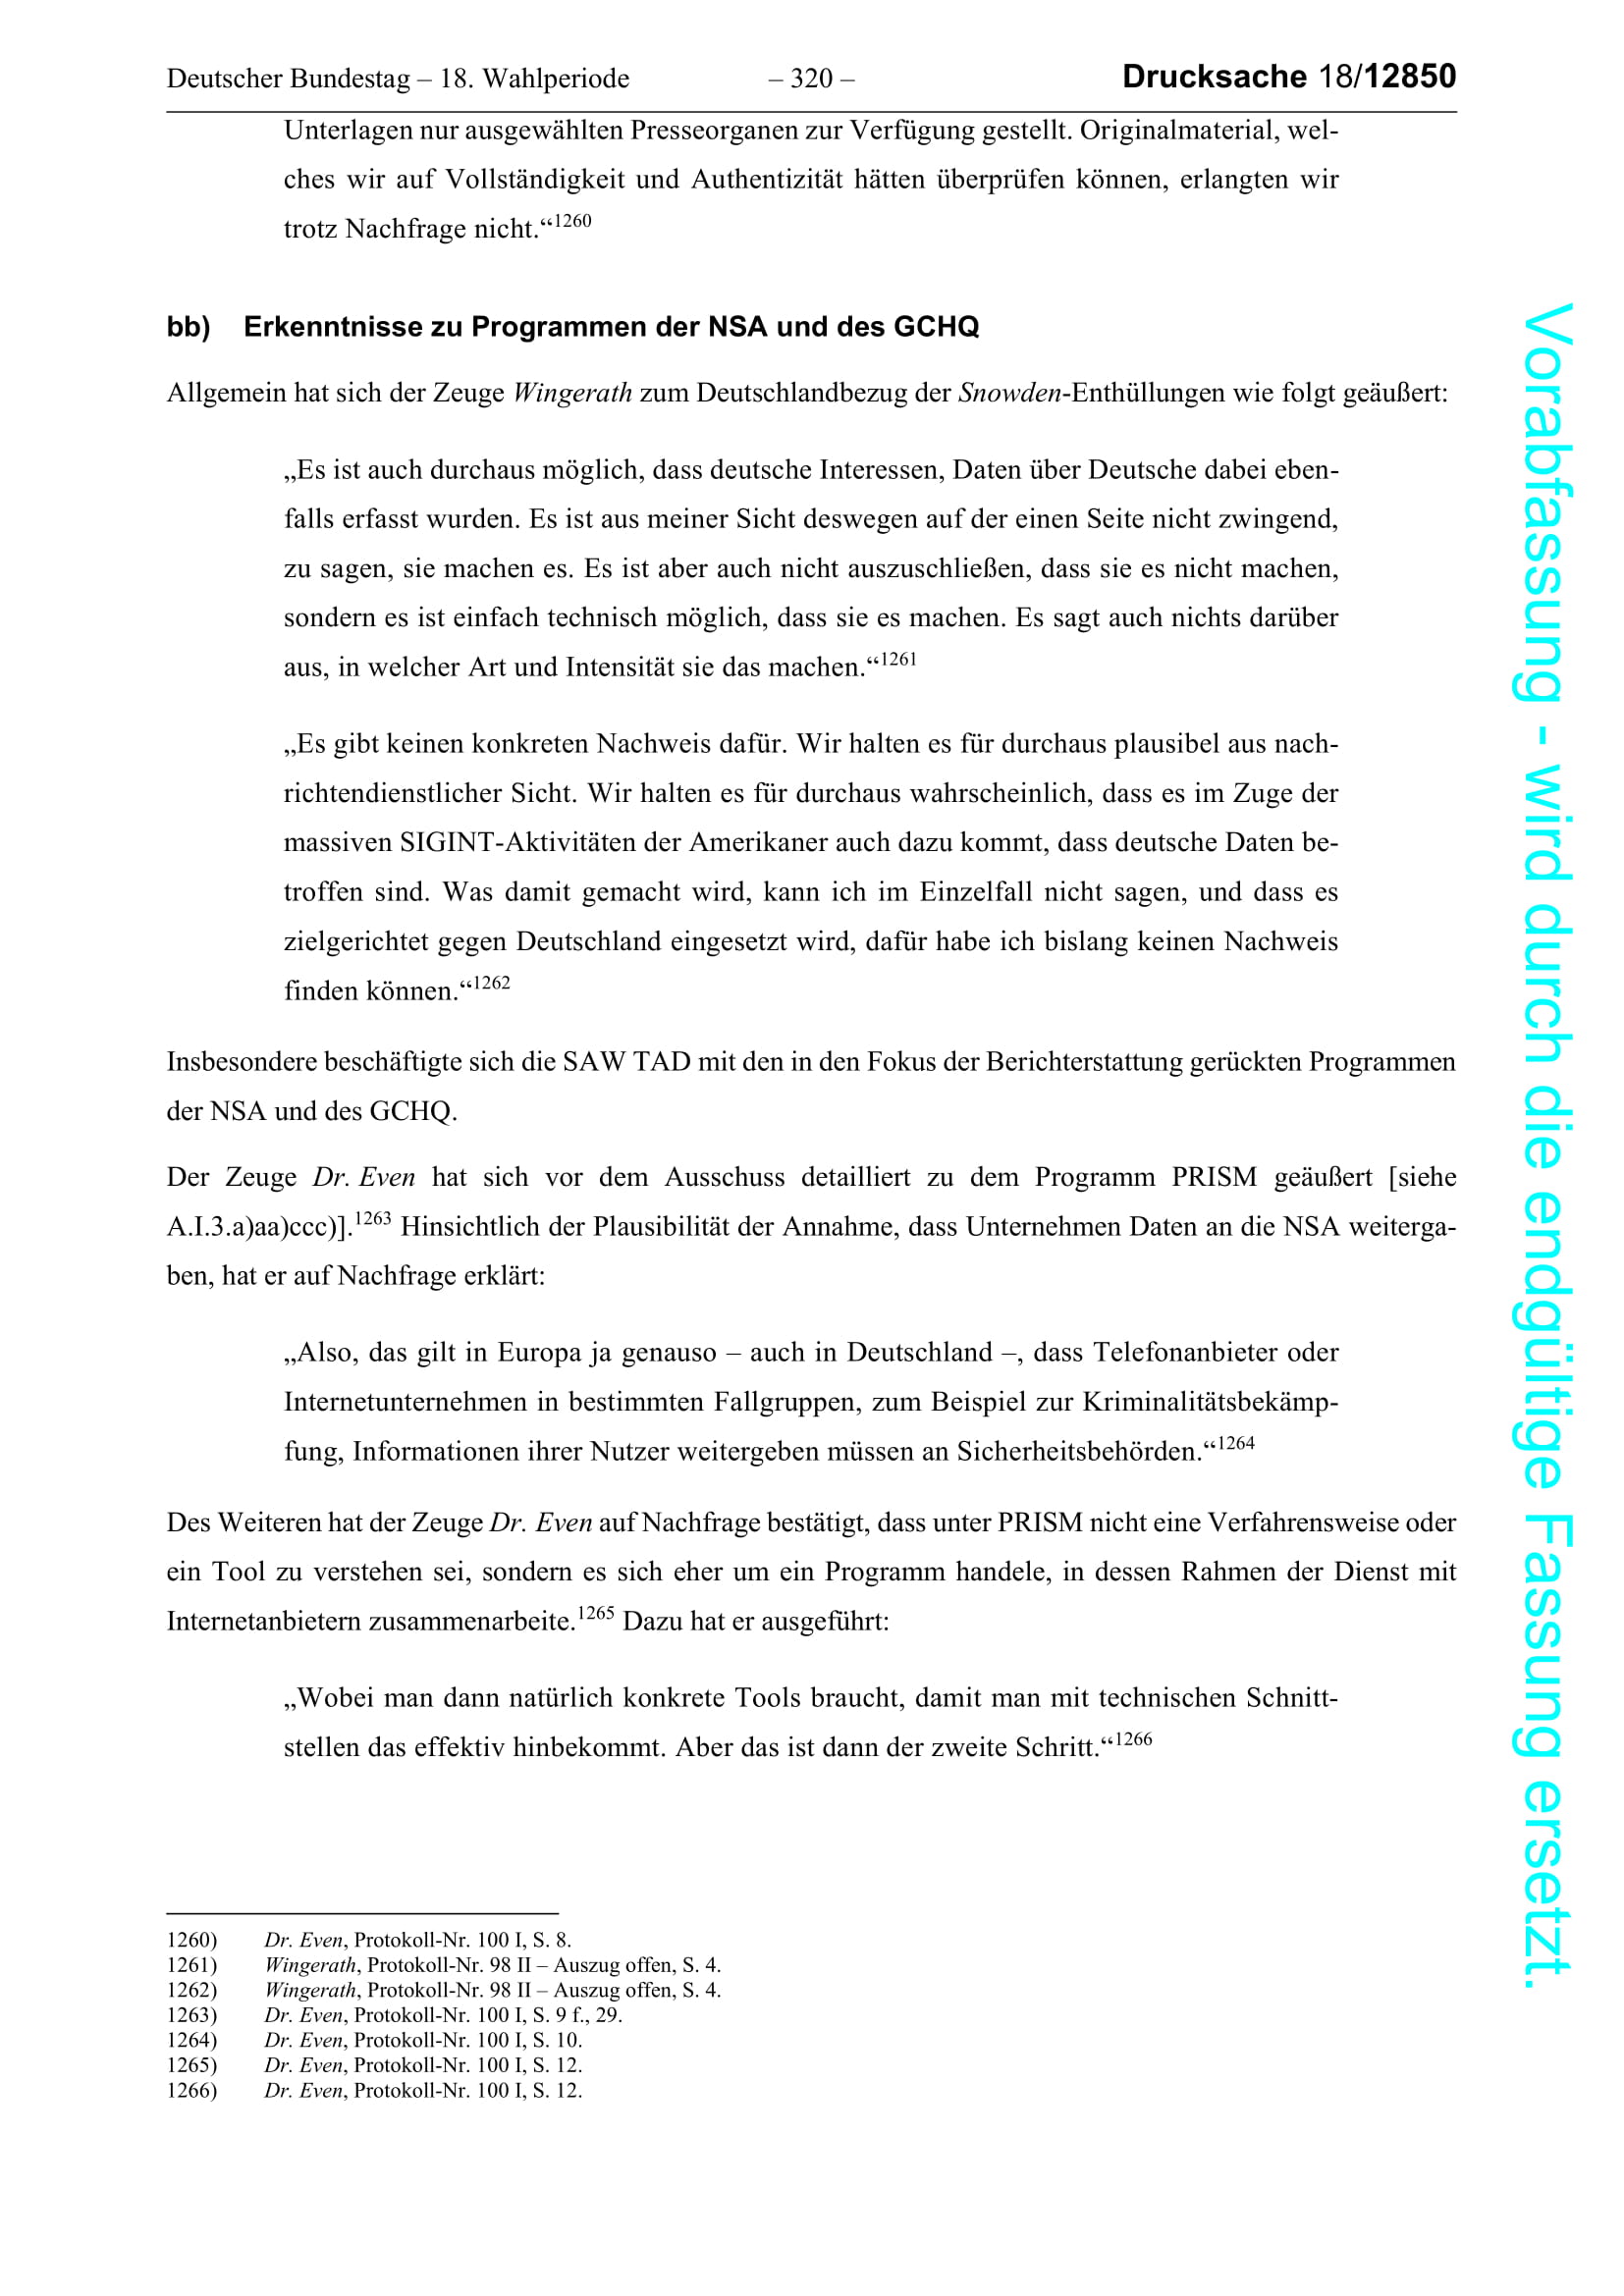 Deutscher Bundestag – 18. Wahlperiode – 320 – Drucksache 18/12850
Unterlagen nur ausgewählten Presseorganen zur Verfügung gestellt. Originalmaterial, wel-
ches wir auf Vollständigkeit und Authentizität hätten überprüfen können, erlangten wir
trotz Nachfrage nicht.“1260
bb) Erkenntnisse zu Programmen der NSA und des GCHQ
Allgemein hat sich der Zeuge Wingerath zum Deutschlandbezug der Snowden-Enthüllungen wie folgt geäußert:
„Es ist auch durchaus möglich, dass deutsche Interessen, Daten über Deutsche dabei eben-
falls erfasst wurden. Es ist aus meiner Sicht deswegen auf der einen Seite nicht zwingend,
zu sagen, sie machen es. Es ist aber auch nicht auszuschließen, dass sie es nicht machen,
sondern es ist einfach technisch möglich, dass sie es machen. Es sagt auch nichts darüber
aus, in welcher Art und Intensität sie das machen.“1261
„Es gibt keinen konkreten Nachweis dafür. Wir halten es für durchaus plausibel aus nach-
richtendienstlicher Sicht. Wir halten es für durchaus wahrscheinlich, dass es im Zuge der
massiven SIGINT-Aktivitäten der Amerikaner auch dazu kommt, dass deutsche Daten be-
troffen sind. Was damit gemacht wird, kann ich im Einzelfall nicht sagen, und dass es
zielgerichtet gegen Deutschland eingesetzt wird, dafür habe ich bislang keinen Nachweis
finden können.“1262
Insbesondere beschäftigte sich die SAW TAD mit den in den Fokus der Berichterstattung gerückten Programmen
der NSA und des GCHQ.
Der Zeuge Dr. Even hat sich vor dem Ausschuss detailliert zu dem Programm PRISM geäußert [siehe
A.I.3.a)aa)ccc)].1263 Hinsichtlich der Plausibilität der Annahme, dass Unternehmen Daten an die NSA weiterga-
ben, hat er auf Nachfrage erklärt:
„Also, das gilt in Europa ja genauso – auch in Deutschland –, dass Telefonanbieter oder
Internetunternehmen in bestimmten Fallgruppen, zum Beispiel zur Kriminalitätsbekämp-
fung, Informationen ihrer Nutzer weitergeben müssen an Sicherheitsbehörden.“1264
Des Weiteren hat der Zeuge Dr. Even auf Nachfrage bestätigt, dass unter PRISM nicht eine Verfahrensweise oder
ein Tool zu verstehen sei, sondern es sich eher um ein Programm handele, in dessen Rahmen der Dienst mit
Internetanbietern zusammenarbeite.1265 Dazu hat er ausgeführt:
„Wobei man dann natürlich konkrete Tools braucht, damit man mit technischen Schnitt-
stellen das effektiv hinbekommt. Aber das ist dann der zweite Schritt.“1266
1260) Dr. Even, Protokoll-Nr. 100 I, S. 8.
1261) Wingerath, Protokoll-Nr. 98 II – Auszug offen, S. 4.
1262) Wingerath, Protokoll-Nr. 98 II – Auszug offen, S. 4.
1263) Dr. Even, Protokoll-Nr. 100 I, S. 9 f., 29.
1264) Dr. Even, Protokoll-Nr. 100 I, S. 10.
1265) Dr. Even, Protokoll-Nr. 100 I, S. 12.
1266) Dr. Even, Protokoll-Nr. 100 I, S. 12.
Vorabfassung - wird durch die endgültige Fassung ersetzt.